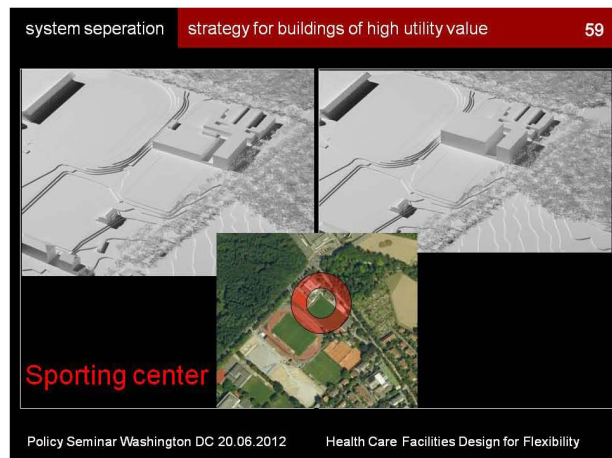 system seperation strategy for buildings of high utility value 59
Sporting center
Policy Seminar Washington DC 20.06.2012 Health Care Facilities Design for Flexibility